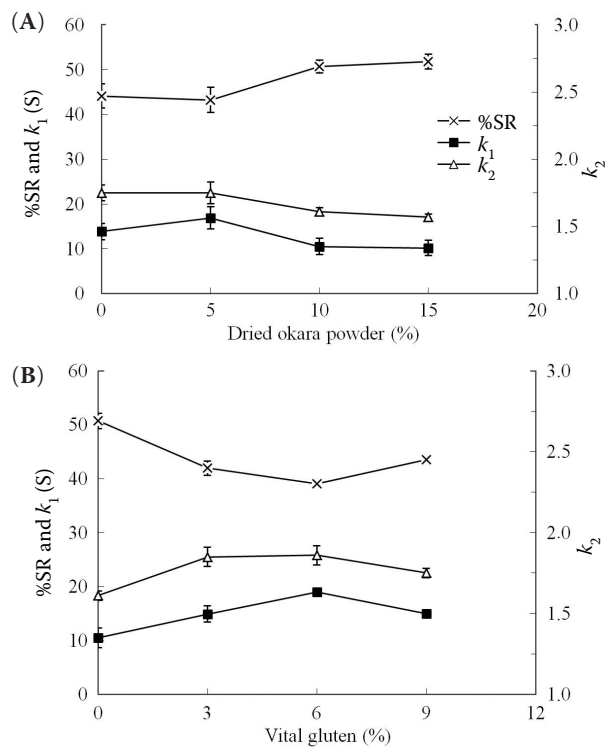 (A)
60
50
40
30
20
10
0
%SR and k₁ (S)
3.0
2.5
2.0
1.5
1.0
k₂
%SR
k₁
k₂
0 5 10 15 20
Dried okara powder (%)
(B)
60
50
40
30
20
10
0
%SR and k₁ (S)
3.0
2.5
2.0
1.5
1.0
k₂
0 3 6 9 12
Vital gluten (%)